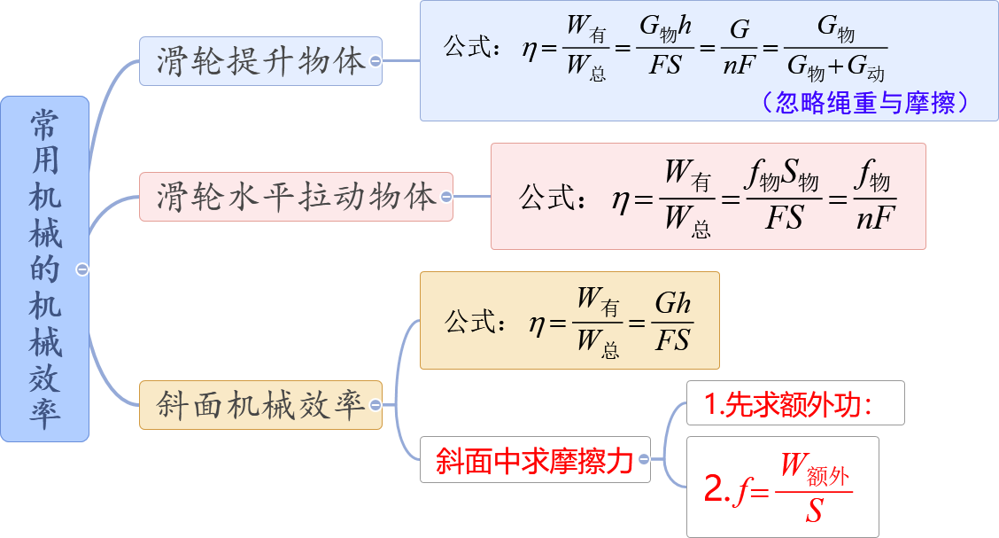 常用机械的机械效率
滑轮提升物体
公式： η = W有/W总 = G物h/FS = G/nF = G物/(G物+G动)
（忽略绳重与摩擦）
滑轮水平拉动物体
公式： η = W有/W总 = f物S物/FS = f物/nF
斜面机械效率
公式： η = W有/W总 = Gh/FS
斜面中求摩擦力
1.先求额外功：
2.f = W额外/S